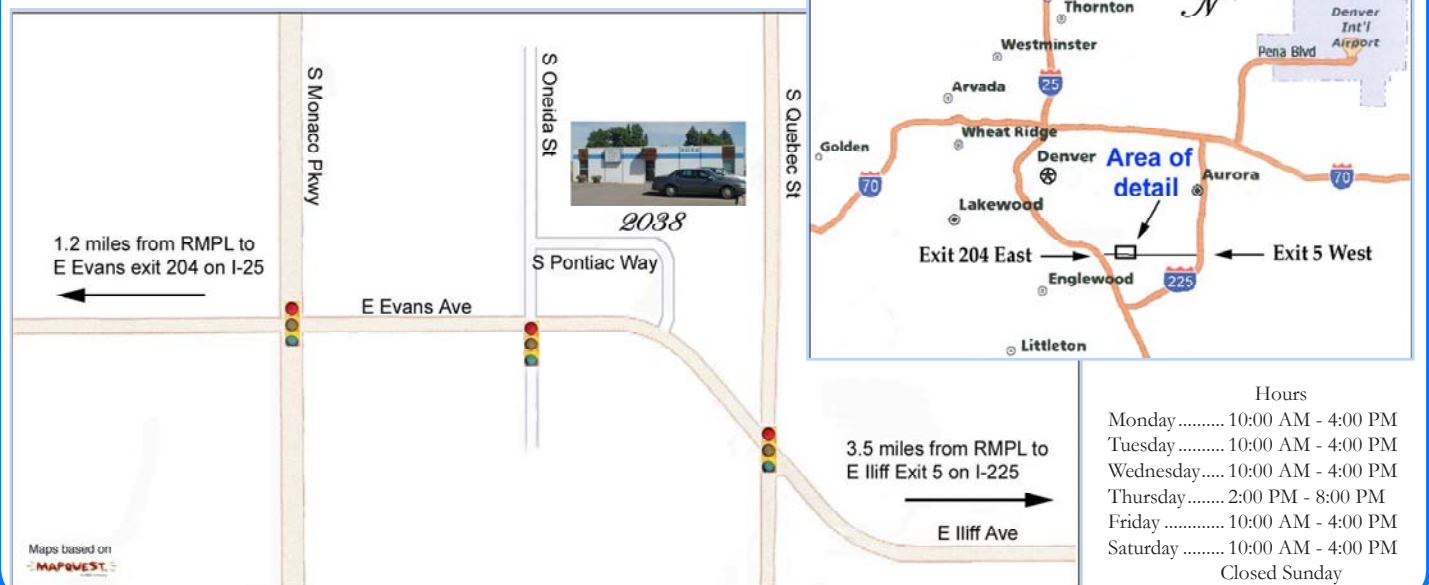 S Monaco Pkwy
S Oneida St
S Quebec St
2038
1.2 miles from RMPL to
E Evans exit 204 on I-25
S Pontiac Way
E Evans Ave
3.5 miles from RMPL to
E Iliff Exit 5 on I-225
E Iliff Ave
Maps based on
MAPQUEST
N
Thornton
Denver
Int'l
Airport
Westminster
Pena Blvd
25
Arvada
Wheat Ridge
Golden
Denver
Area of
detail
Aurora
70
70
Lakewood
Exit 204 East
Exit 5 West
Englewood
225
Littleton
Hours
Monday.......... 10:00 AM - 4:00 PM
Tuesday.......... 10:00 AM - 4:00 PM
Wednesday..... 10:00 AM - 4:00 PM
Thursday........ 2:00 PM - 8:00 PM
Friday ............. 10:00 AM - 4:00 PM
Saturday ......... 10:00 AM - 4:00 PM
Closed Sunday